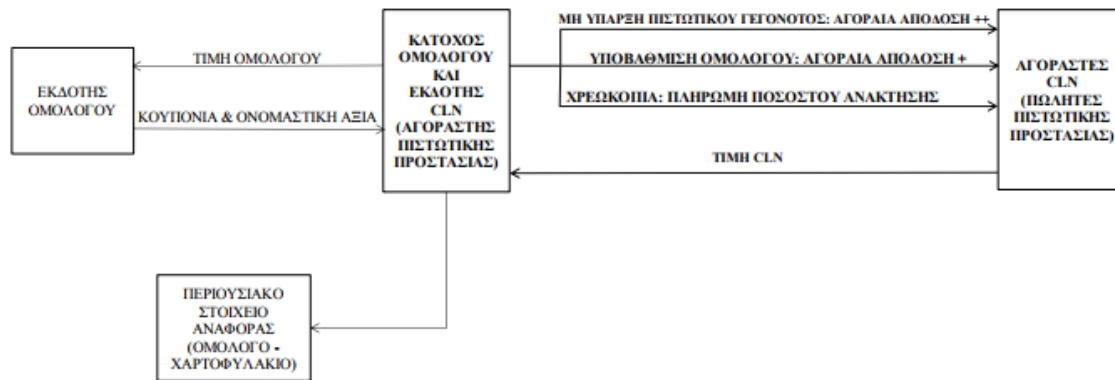 ΕΚΔΟΤΗΣ
ΟΜΟΛΟΓΟΥ
ΤΙΜΗ ΟΜΟΛΟΓΟΥ
ΚΟΥΠΟΝΙΑ & ΟΝΟΜΑΣΤΙΚΗ ΑΞΙΑ
ΚΑΤΟΧΟΣ
ΟΜΟΛΟΓΟΥ
ΚΑΙ
ΕΚΔΟΤΗΣ
CLN
(ΑΓΟΡΑΣΤΗΣ
ΠΙΣΤΩΤΙΚΗΣ
ΠΡΟΣΤΑΣΙΑΣ)
ΜΗ ΥΠΑΡΞΗ ΠΙΣΤΩΤΙΚΟΥ ΓΕΓΟΝΟΤΟΣ: ΑΓΟΡΑΙΑ ΑΠΟΔΟΣΗ ++
ΥΠΟΒΑΘΜΙΣΗ ΟΜΟΛΟΓΟΥ: ΑΓΟΡΑΙΑ ΑΠΟΔΟΣΗ +
ΧΡΕΩΚΟΠΙΑ: ΠΛΗΡΩΜΗ ΠΟΣΟΣΤΟΥ ΑΝΑΚΤΗΣΗΣ
ΤΙΜΗ CLN
ΑΓΟΡΑΣΤΕΣ
CLN
(ΠΩΛΗΤΕΣ
ΠΙΣΤΩΤΙΚΗΣ
ΠΡΟΣΤΑΣΙΑΣ)
ΠΕΡΙΟΥΣΙΑΚΟ
ΣΤΟΙΧΕΙΟ
ΑΝΑΦΟΡΑΣ
(ΟΜΟΛΟΓΟ -
ΧΑΡΤΟΦΥΛΑΚΙΟ)